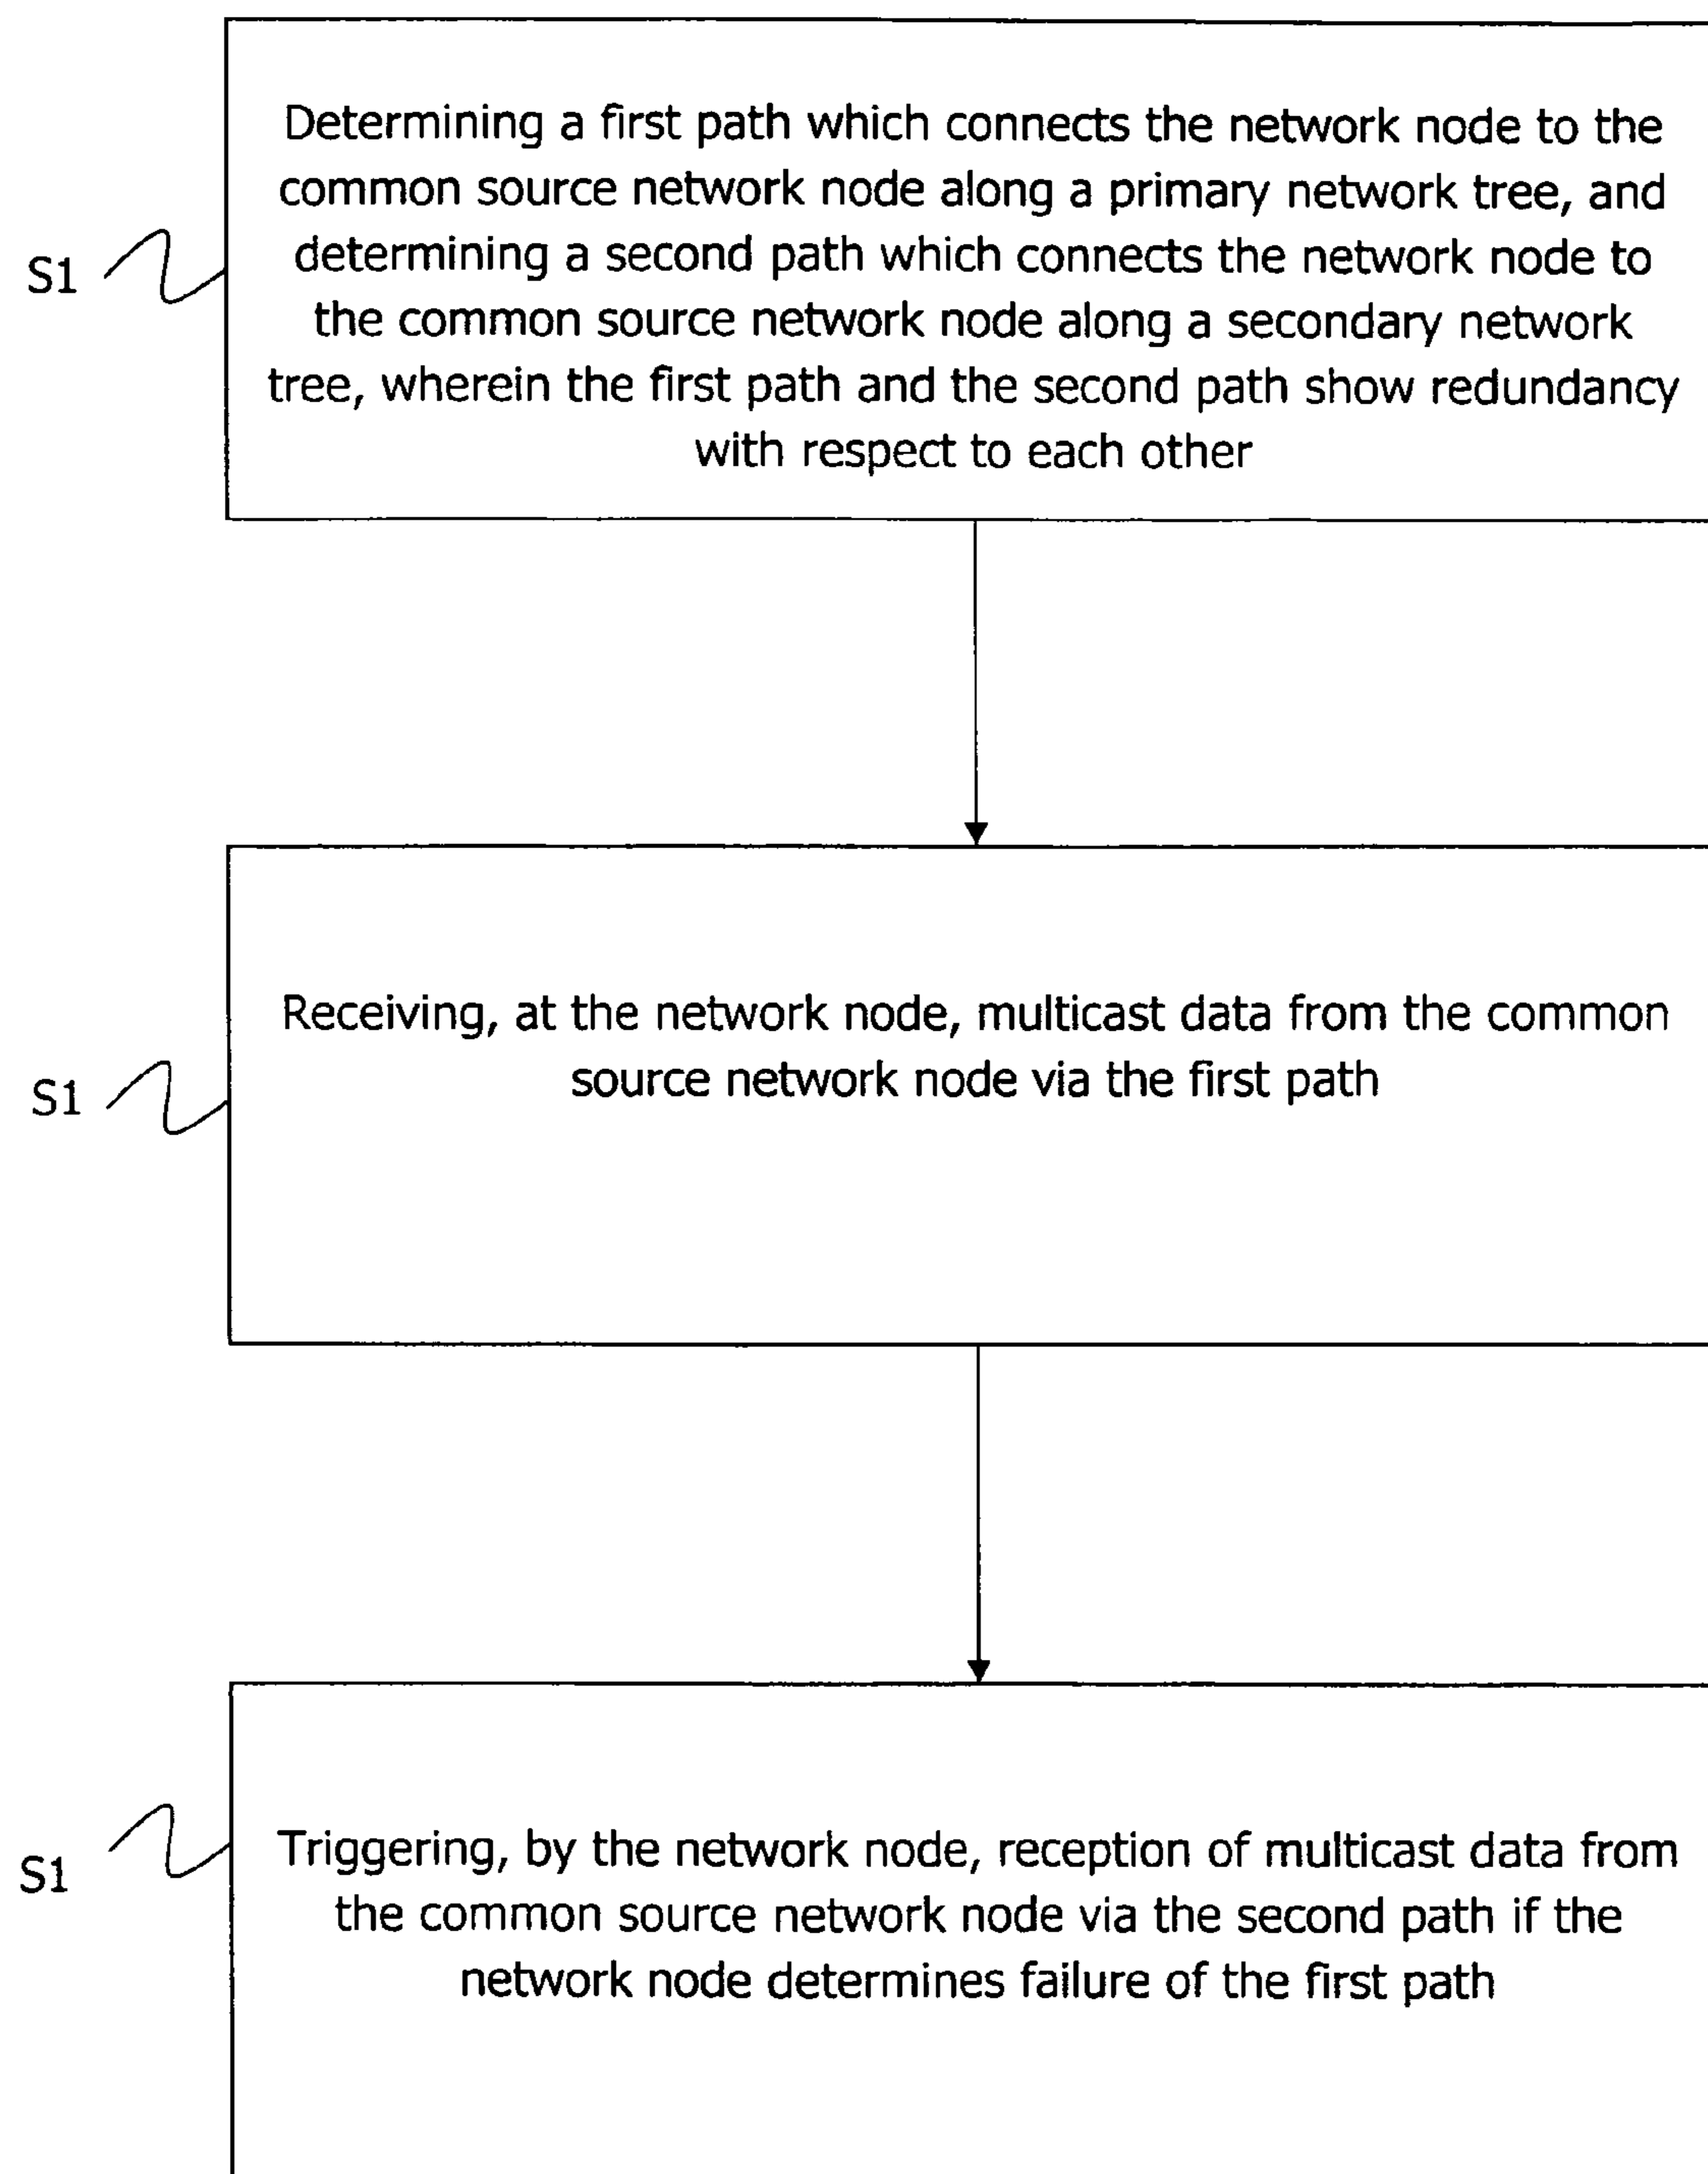 Determining a first path which connects the network node to the
common source network node along a primary network tree, and
determining a second path which connects the network node to
the common source network node along a secondary network
tree, wherein the first path and the second path show redundancy
with respect to each other
S1
Receiving, at the network node, multicast data from the common
source network node via the first path
S1
Triggering, by the network node, reception of multicast data from
the common source network node via the second path if the
network node determines failure of the first path
S1